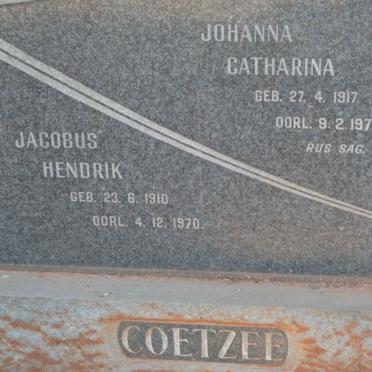 JOHANNA
CATHARINA
GEB. 27. 4. 1917
OORL. 9. 2.
RUS SAG.
JACOBUS
HENDRIK
GEB. 23. 6. 1910
OORL. 4. 12. 1970.
COETZEE